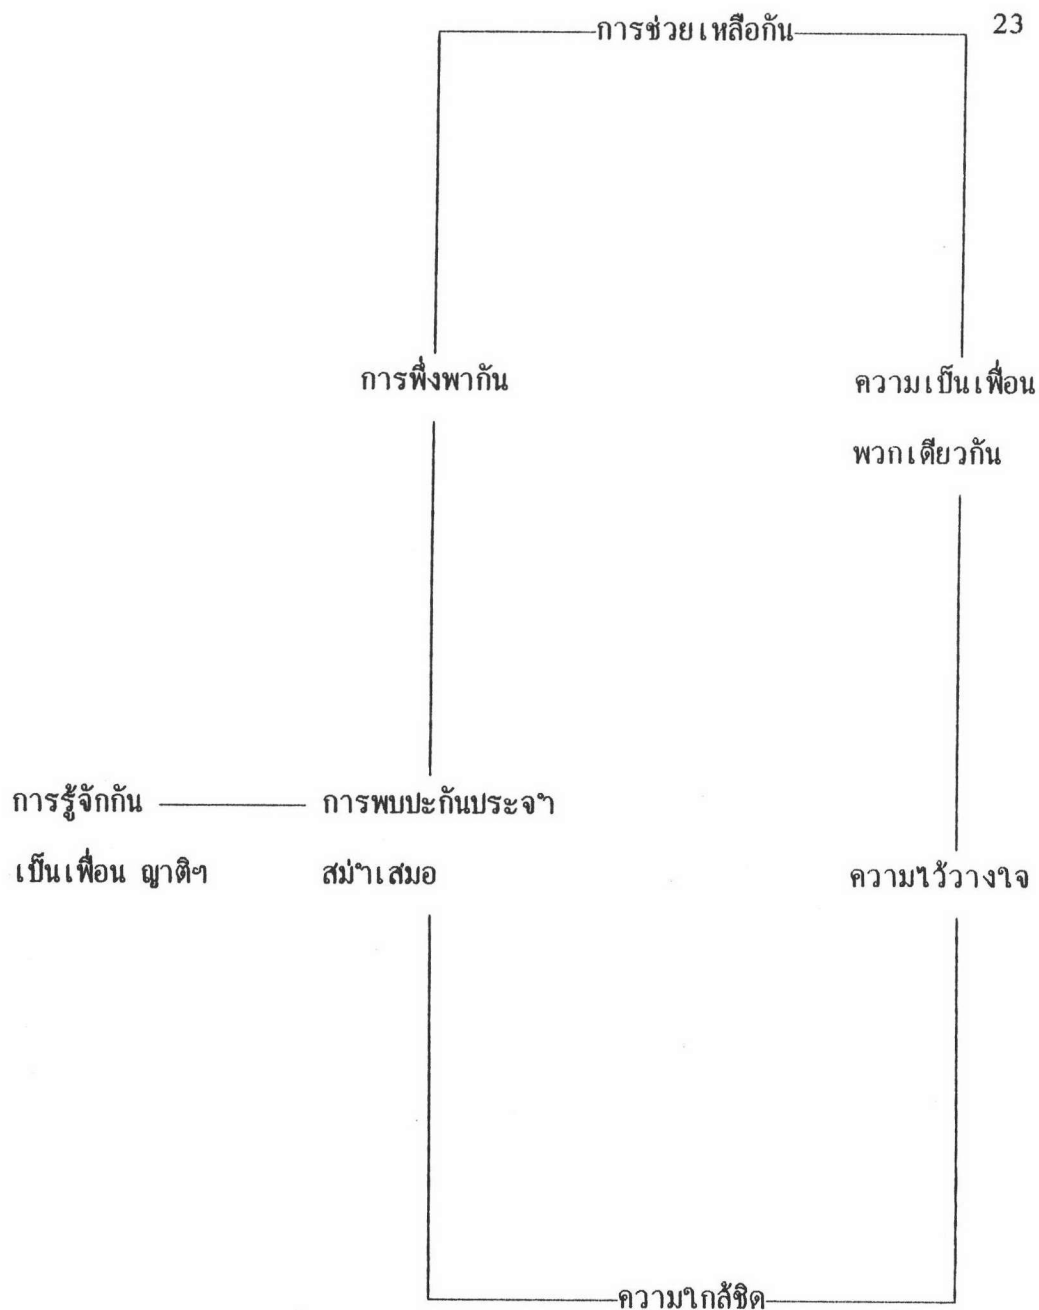 23
การช่วยเหลือกัน
การพึ่งพากัน
ความเป็นเพื่อน
พวกเดียวกัน
การรู้จักกัน
เป็นเพื่อน ญาติฯ
การพบปะกันประจำ
สม่ำเสมอ
ความไว้วางใจ
ความใกล้ชิด